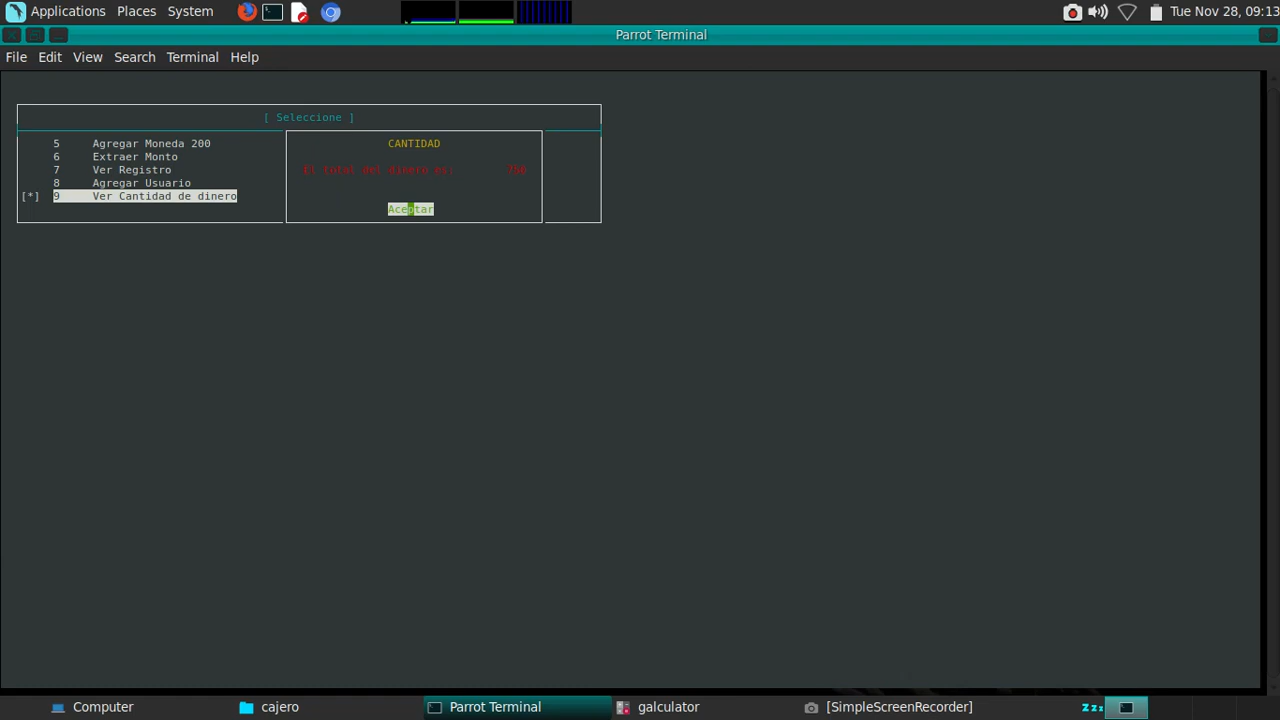 Applications Places System
Tue Nov 28, 09:13
Parrot Terminal
File Edit View Search Terminal Help
[ Seleccione ]
5 Agregar Moneda 200
6 Extraer Monto
7 Ver Registro
8 Agregar Usuario
[*] 9 Ver Cantidad de dinero
CANTIDAD
El total del dinero es: 750
Aceptar
Computer
cajero
Parrot Terminal
galculator
[SimpleScreenRecorder]
zzz